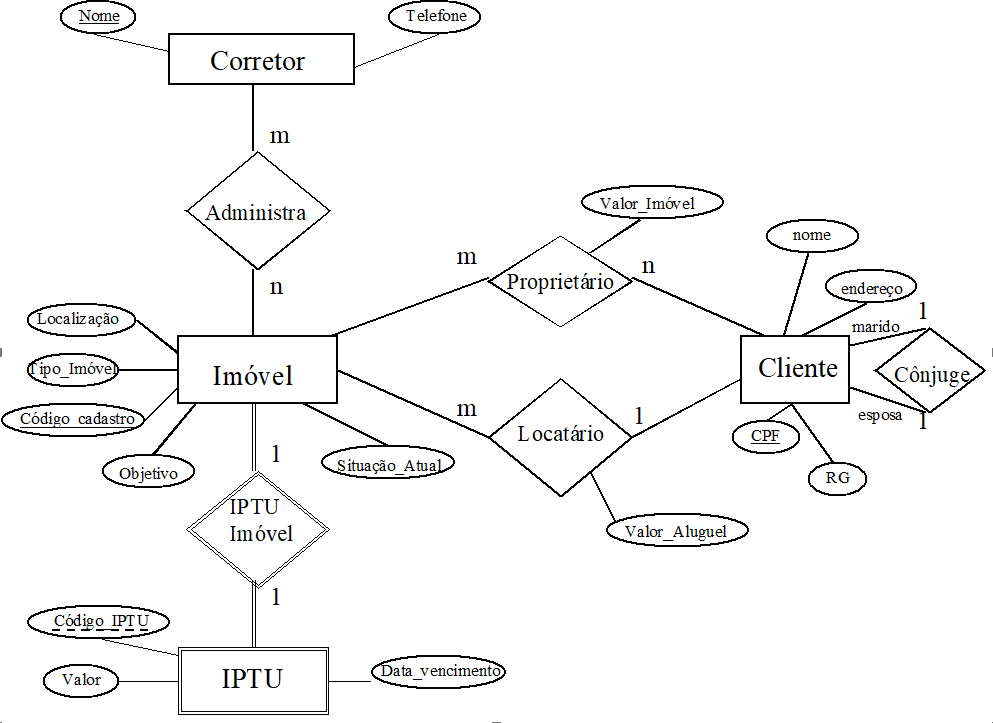 Nome
Telefone
Corretor
m
Administra
Valor_Imóvel
nome
m
n
n
Proprietário
endereço
Localização
marido
1
Tipo_Imóvel
Imóvel
Cliente
Cônjuge
Código_cadastro
m
1
esposa
1
Locatário
CPF
1
Objetivo
Situação_Atual
RG
IPTU
Imóvel
Valor_Aluguel
1
Código_IPTU
Valor
IPTU
Data_vencimento